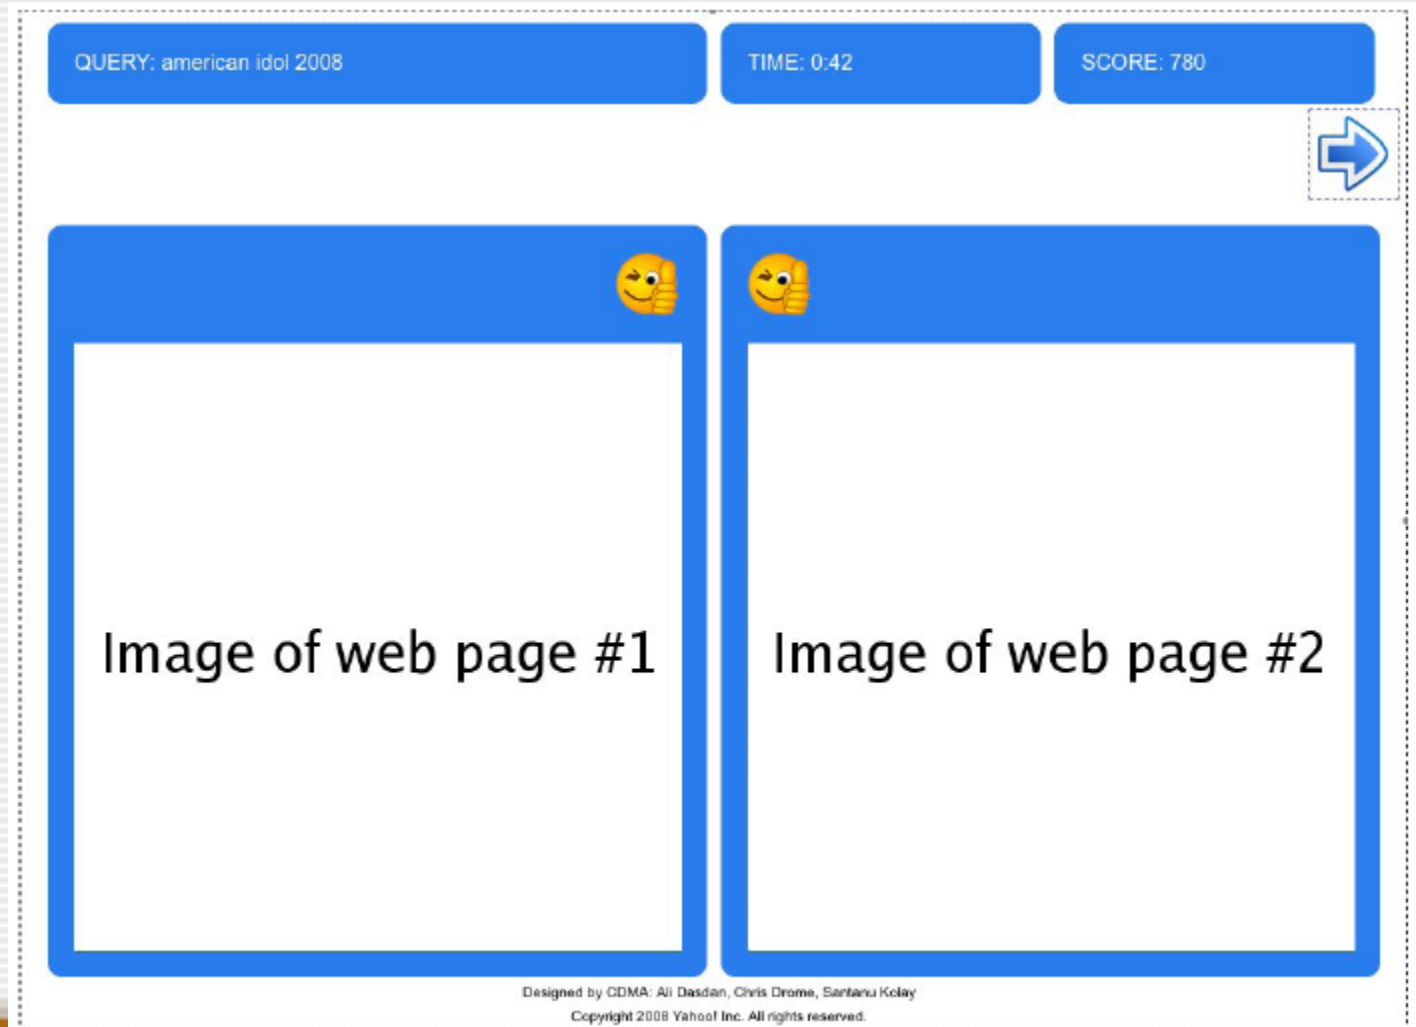 QUERY: american idol 2008
TIME: 0:42
SCORE: 780
Image of web page #1
Image of web page #2
Designed by CDMA: Ali Dasdan, Chris Drome, Santanu Kolay
Copyright 2008 Yahoo! Inc. All rights reserved.